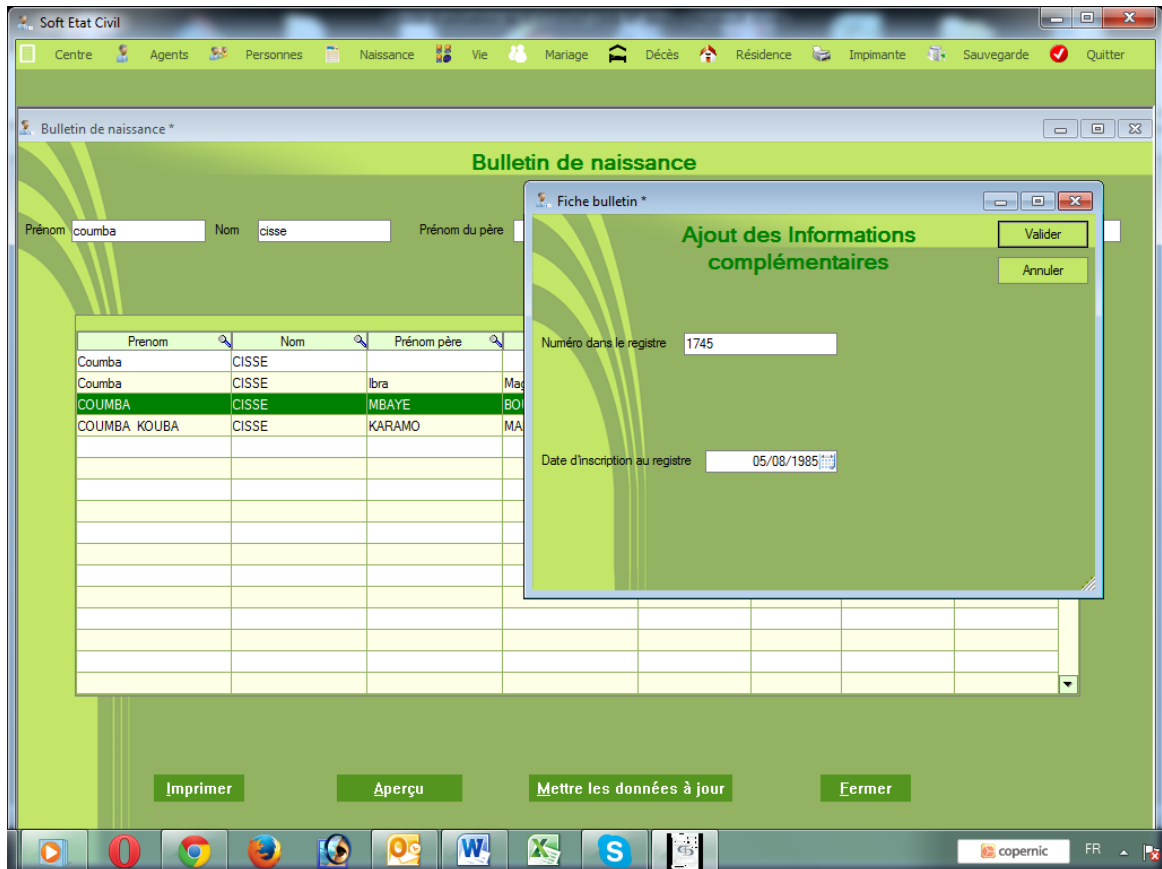 Soft Etat Civil
Centre Agents Personnes Naissance Vie Mariage Décès Résidence Impimante Sauvegarde Quitter
Bulletin de naissance *
Bulletin de naissance
Fiche bulletin *
Prénom coumba Nom cisse Prénom du père
Ajout des Informations
complémentaires
Valider
Annuler
Numéro dans le registre 1745
Date d'inscription au registre 05/08/1985
Prenom Nom Prénom père
Coumba CISSE
Coumba CISSE Ibra Mag
COUMBA CISSE MBAYE BO
COUMBA KOUBA CISSE KARAMO MA
Imprimer Aperçu Mettre les données à jour Fermer
copernic FR